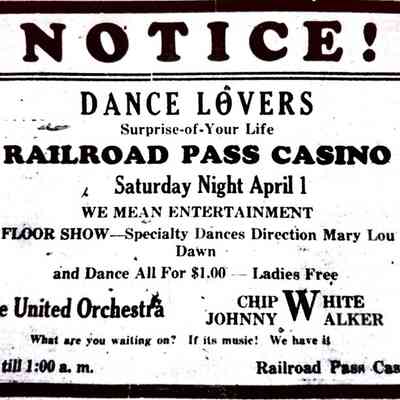 NOTICE!
DANCE LOVERS
Surprise-of-Your Life
RAILROAD PASS CASINO
Saturday Night April 1
WE MEAN ENTERTAINMENT
FLOOR SHOW—Specialty Dances Direction Mary Lou
Dawn
and Dance All For $1.00 — Ladies Free
e United Orchestra
CHIP WHITE
JOHNNY WALKER
What are you waiting on? If its music! We have it
till 1:00 a. m.
Railroad Pass Cas